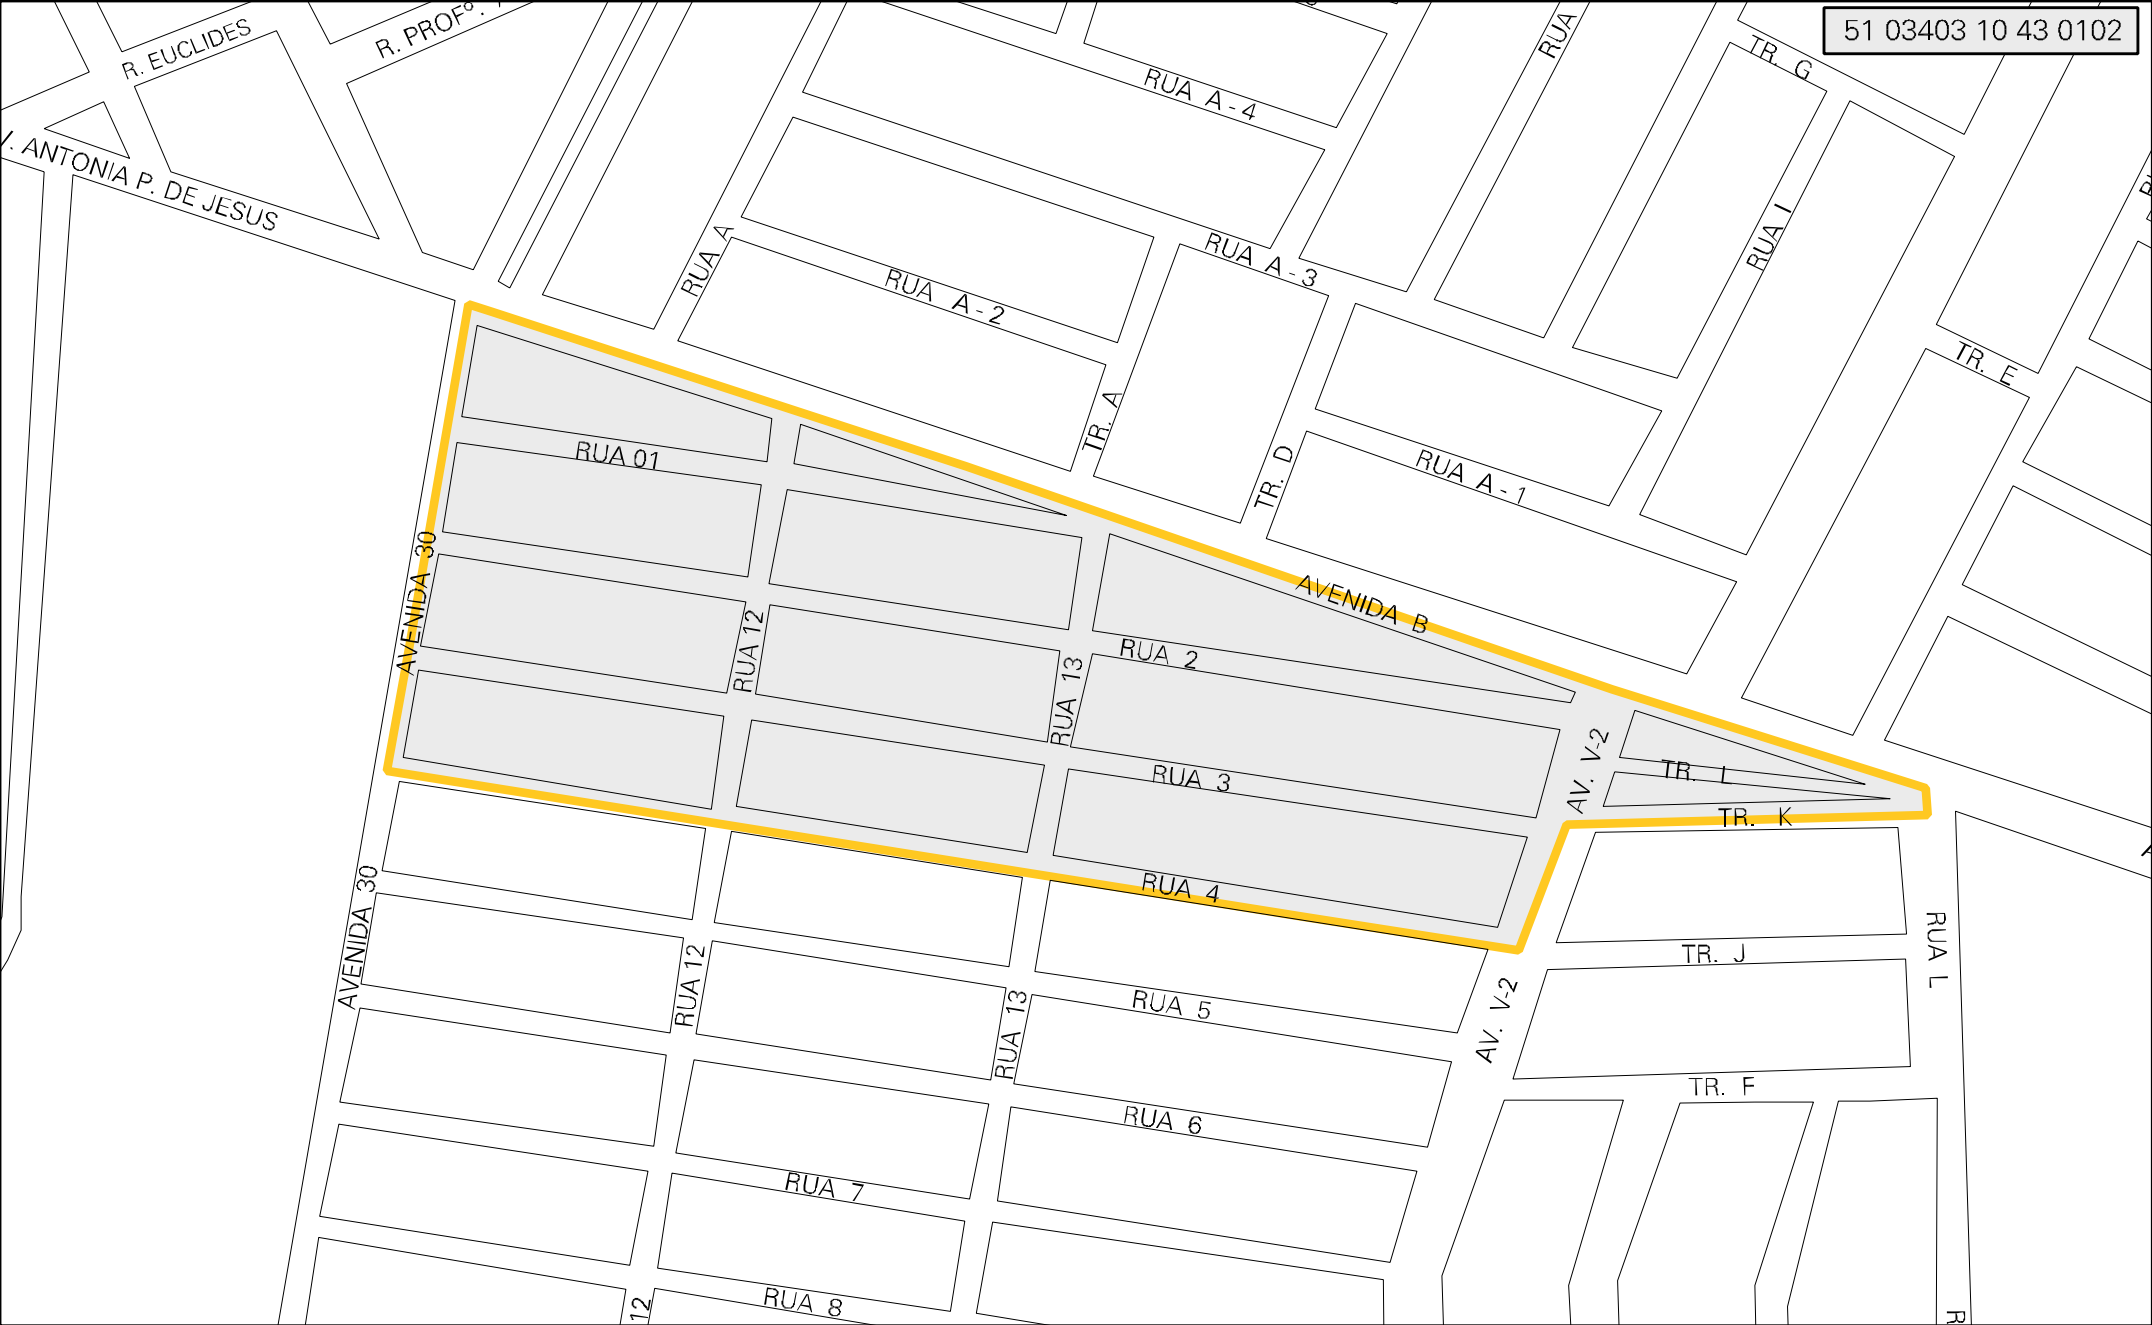 51 03403 10 43 0102
R. EUCLIDES
R. PROFº.
RUA
TR. G
RUA A - 4
ANTONIA P. DE JESUS
RUA A
RUA A - 3
RUA I
RUA A - 2
TR. E
TR. A
RUA 01
TR. D
RUA A - 1
AVENIDA 30
AVENIDA B
RUA 12
RUA 2
RUA 13
AV. V-2
RUA 3
TR. L
TR. K
RUA 4
AVENIDA 30
RUA L
RUA 12
TR. J
RUA 13
RUA 5
AV. V-2
TR. F
RUA 6
RUA 7
RUA 8
12
R